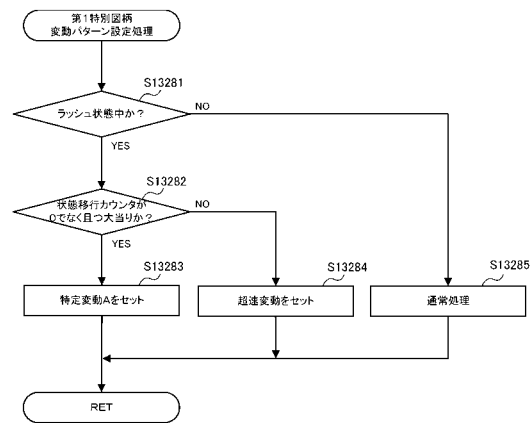 第1特別図柄
変動パターン設定処理
S13281
ラッシュ状態中か?
NO
YES
S13282
状態移行カウンタが
0でなく且つ大当りか?
NO
YES
S13283
特定変動Aをセット
S13284
超速変動をセット
S13285
通常処理
RET